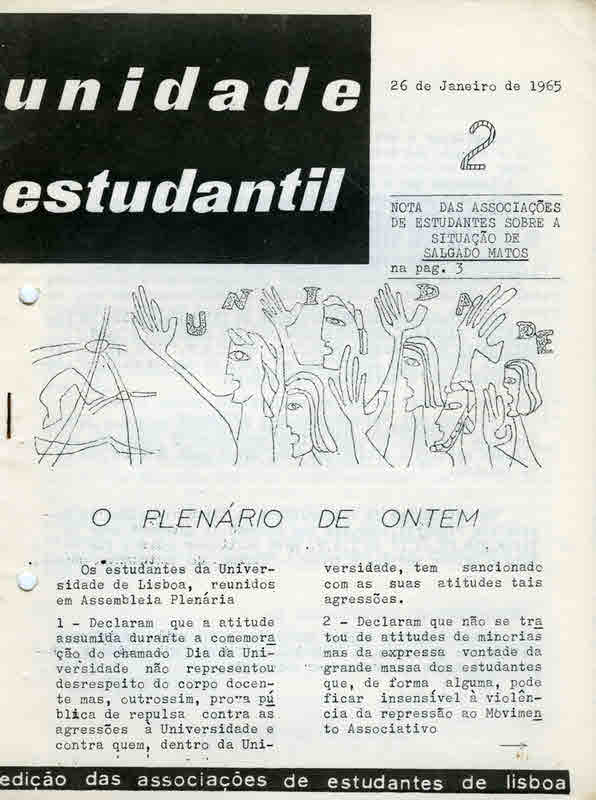 unidade
estudantil
26 de Janeiro de 1965
2
NOTA DAS ASSOCIAÇÕES
DE ESTUDANTES SOBRE A
SITUAÇÃO DE
SALGADO MATOS
na pag. 3
UNIDADE
O PLENÁRIO DE ONTEM
Os estudantes da Univer-
sidade de Lisboa, reunidos
em Assembleia Plenária
1 - Declaram que a atitude
assumida durante a comemora
ção do chamado Dia da Uni-
versidade não representou
desrespeito do corpo docen-
te mas, outrossim, prova pú
blica de repulsa contra as
agressões à Universidade e
contra quem, dentro da Uni-
versidade, tem sancionado
com as suas atitudes tais
agressões.
2 - Declaram que não se tra
tou de atitudes de minorias
mas da expressa vontade da
grande massa dos estudantes
que, de forma alguma, pode
ficar insensível à violên-
cia da repressão ao Movimen
to Associativo
edição das associações de estudantes de lisboa